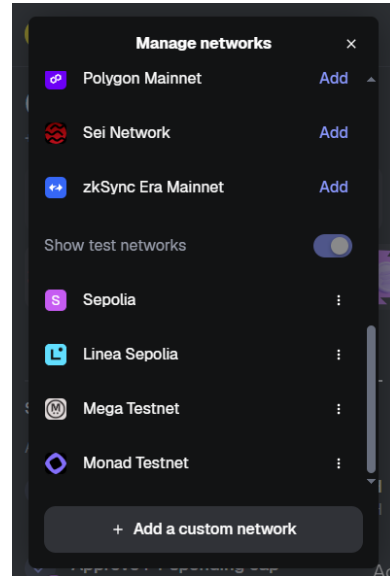 Manage networks
Polygon Mainnet Add
Sei Network Add
zkSync Era Mainnet Add
Show test networks
S Sepolia
L Linea Sepolia
M Mega Testnet
Monad Testnet
+ Add a custom network